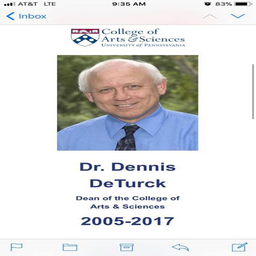 AT&T LTE 9:35 AM 83%
Inbox
College of
Arts & Sciences
UNIVERSITY of PENNSYLVANIA
Dr. Dennis
DeTurck
Dean of the College of
Arts & Sciences
2005-2017